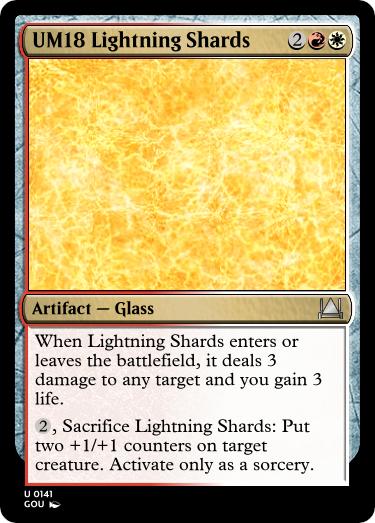 UM18 Lightning Shards 2
Artifact — Glass
When Lightning Shards enters or
leaves the battlefield, it deals 3
damage to any target and you gain 3
life.
2, Sacrifice Lightning Shards: Put
two +1/+1 counters on target
creature. Activate only as a sorcery.
U 0141
GOU